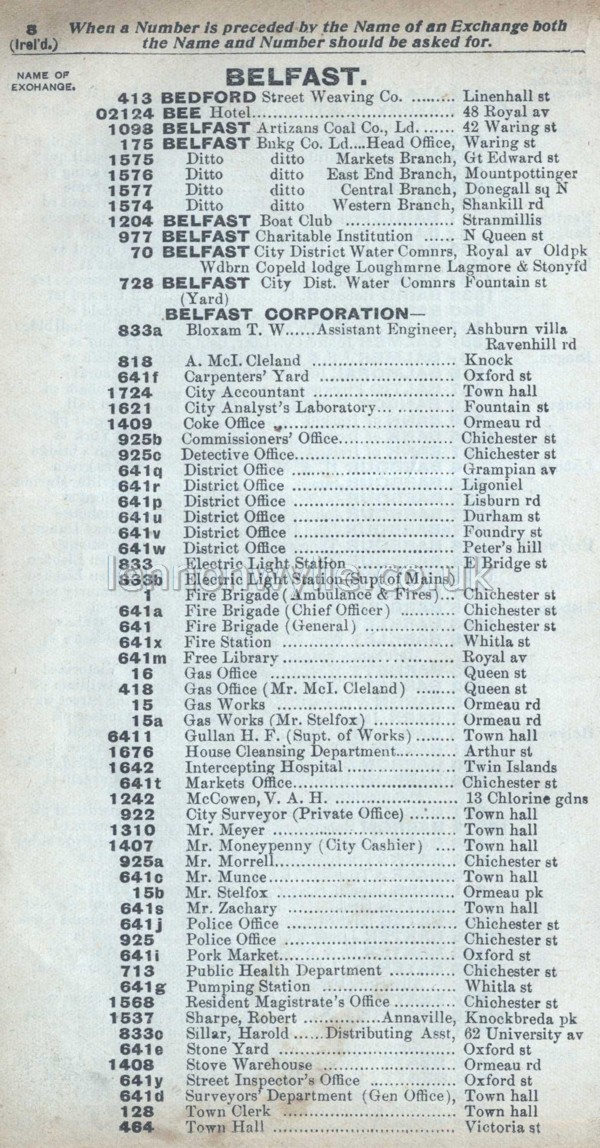 8 When a Number is preceded by the Name of an Exchange both
(Irel'd.) the Name and Number should be asked for.
NAME OF
EXCHANGE.
BELFAST.
413 BEDFORD Street Weaving Co. ......... Linenhall st
02124 BEE Hotel................................ 48 Royal av
1098 BELFAST Artizans Coal Co., Ld. ...... 42 Waring st
175 BELFAST Bnkg Co. Ld....Head Office, Waring st
1575 Ditto ditto Markets Branch, Gt Edward st
1576 Ditto ditto East End Branch, Mountpottinger
1577 Ditto ditto Central Branch, Donegall sq N
1574 Ditto ditto Western Branch, Shankill rd
1204 BELFAST Boat Club .................... Stranmillis
977 BELFAST Charitable Institution ...... N Queen st
70 BELFAST City District Water Comnrs, Royal av Oldpk
Wdbrn Copeld lodge Loughmrne Lagmore & Stonyfd
728 BELFAST City Dist. Water Comnrs Fountain st
(Yard)
BELFAST CORPORATION—
833a Bloxam T. W......Assistant Engineer, Ashburn villa
Ravenhill rd
818 A. McI. Cleland ............................ Knock
641f Carpenters' Yard ......................... Oxford st
1724 City Accountant .......................... Town hall
1621 City Analyst's Laboratory... ............ Fountain st
1409 Coke Office ................................. Ormeau rd
925b Commissioners' Office..................... Chichester st
925c Detective Office............................. Chichester st
641q District Office .............................. Grampian av
641r District Office .............................. Ligoniel
641p District Office .............................. Lisburn rd
641u District Office .............................. Durham st
641v District Office .............................. Foundry st
641w District Office .............................. Peter's hill
833 Electric Light Station .................... E Bridge st
833b Electric Light Station (Supt of Mains)
1 Fire Brigade (Ambulance & Fires)... Chichester st
641a Fire Brigade (Chief Officer) ........... Chichester st
641 Fire Brigade (General) .................. Chichester st
641x Fire Station ................................ Whitla st
641m Free Library ................................ Royal av
16 Gas Office ................................... Queen st
418 Gas Office (Mr. McI. Cleland) ........ Queen st
15 Gas Works .................................. Ormeau rd
15a Gas Works (Mr. Stelfox) ................ Ormeau rd
6411 Gullan H. F. (Supt. of Works) ........ Town hall
1676 House Cleansing Department............ Arthur st
1642 Intercepting Hospital .................... Twin Islands
641t Markets Office............................... Chichester st
1242 McCowen, V. A. H. ...................... 13 Chlorine gdns
922 City Surveyor (Private Office) ......... Town hall
1310 Mr. Meyer ................................... Town hall
1407 Mr. Moneypenny (City Cashier) .... Town hall
925a Mr. Morrell................................... Chichester st
641c Mr. Munce.................................... Town hall
15b Mr. Stelfox .................................. Ormeau pk
641s Mr. Zachary ................................ Town hall
641j Police Office ................................ Chichester st
925 Police Office ................................ Chichester st
641i Pork Market................................. Oxford st
713 Public Health Department ............ Chichester st
641g Pumping Station .......................... Whitla st
1568 Resident Magistrate's Office ............ Chichester st
1537 Sharpe, Robert ..............Annaville, Knockbreda pk
833c Sillar, Harold ......Distributing Asst, 62 University av
641e Stone Yard .................................. Oxford st
1408 Stove Warehouse ......................... Ormeau rd
641y Street Inspector's Office ............... Oxford st
641d Surveyors' Department (Gen Office), Town hall
128 Town Clerk ................................. Town hall
464 Town Hall ................................... Victoria st
lennonwylie.co.uk